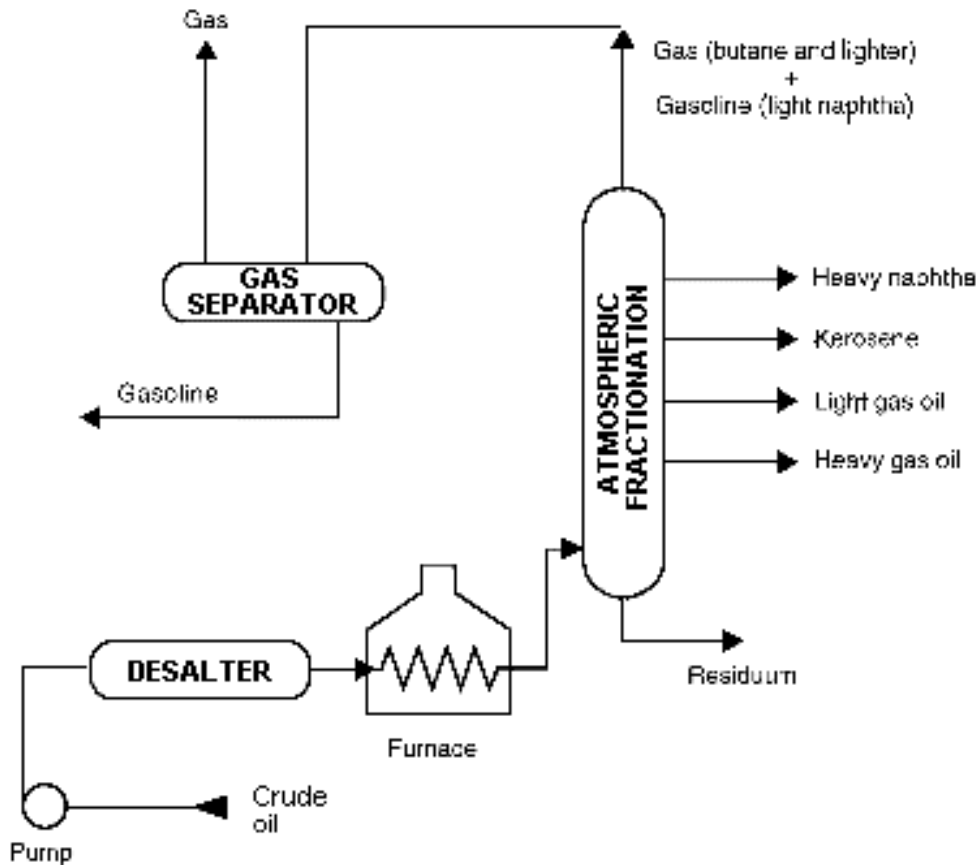 Gas
Gas (butane and lighter)
+
Gasoline (light naphtha)
GAS
SEPARATOR
Heavy naphtha
Kerosene
Gasoline
Light gas oil
ATMOSPHERIC
FRACTIONATION
Heavy gas oil
DESALTER
Residuum
Furnace
Crude
oil
Pump